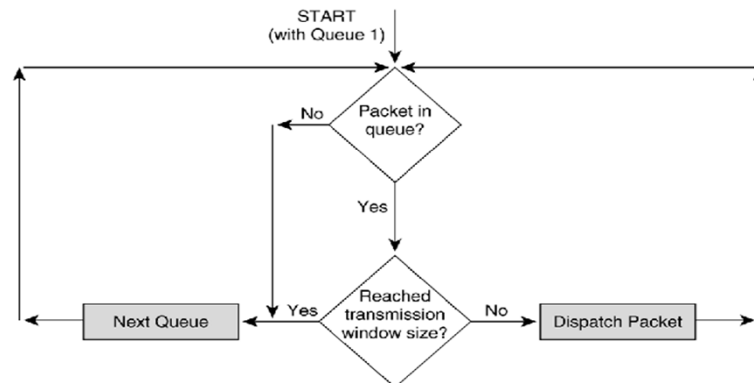 START
(with Queue 1)
Packet in
queue?
No
Yes
Reached
transmission
window size?
Yes
No
Next Queue
Dispatch Packet